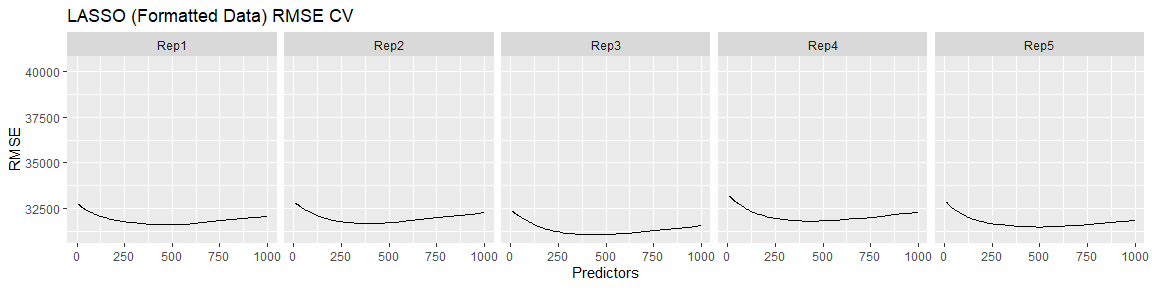 LASSO (Formatted Data) RMSE CV
Rep1 Rep2 Rep3 Rep4 Rep5
RMSE
40000
37500
35000
32500
0 250 500 750 1000 0 250 500 750 1000 0 250 500 750 1000 0 250 500 750 1000 0 250 500 750 1000
Predictors